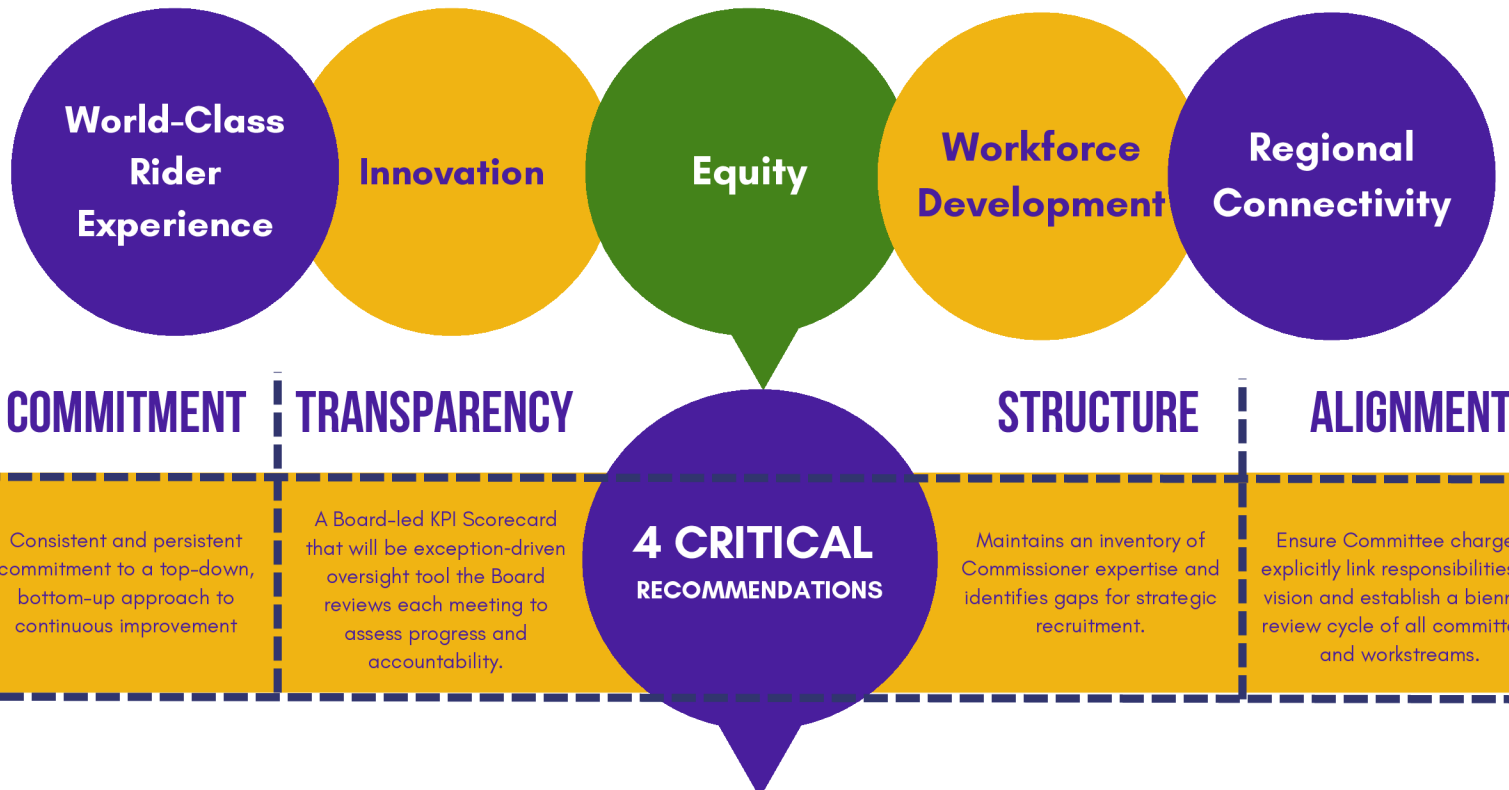 World-Class
Rider
Experience
Innovation
Equity
Workforce
Development
Regional
Connectivity
COMMITMENT
TRANSPARENCY
STRUCTURE
ALIGNMENT
Consistent and persistent
commitment to a top-down,
bottom-up approach to
continuous improvement
A Board-led KPI Scorecard
that will be exception-driven
oversight tool the Board
reviews each meeting to
assess progress and
accountability.
4 CRITICAL
RECOMMENDATIONS
Maintains an inventory of
Commissioner expertise and
identifies gaps for strategic
recruitment.
Ensure Committee charge
explicitly link responsibilities
vision and establish a bienn
review cycle of all committe
and workstreams.